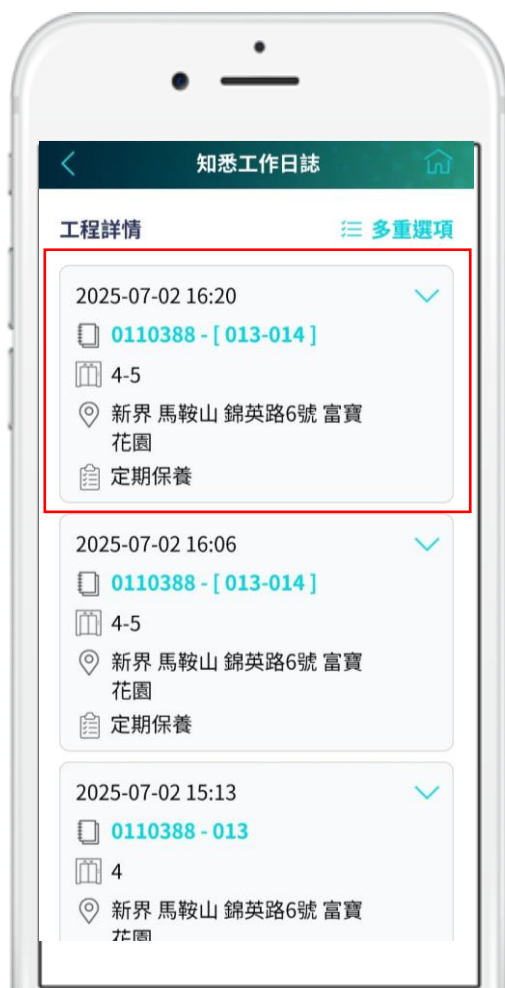 知悉工作日誌
工程詳情 多重選項
2025-07-02 16:20
0110388 - [ 013-014 ]
4-5
新界 馬鞍山 錦英路6號 富寶
花園
定期保養
2025-07-02 16:06
0110388 - [ 013-014 ]
4-5
新界 馬鞍山 錦英路6號 富寶
花園
定期保養
2025-07-02 15:13
0110388 - 013
4
新界 馬鞍山 錦英路6號 富寶
花園